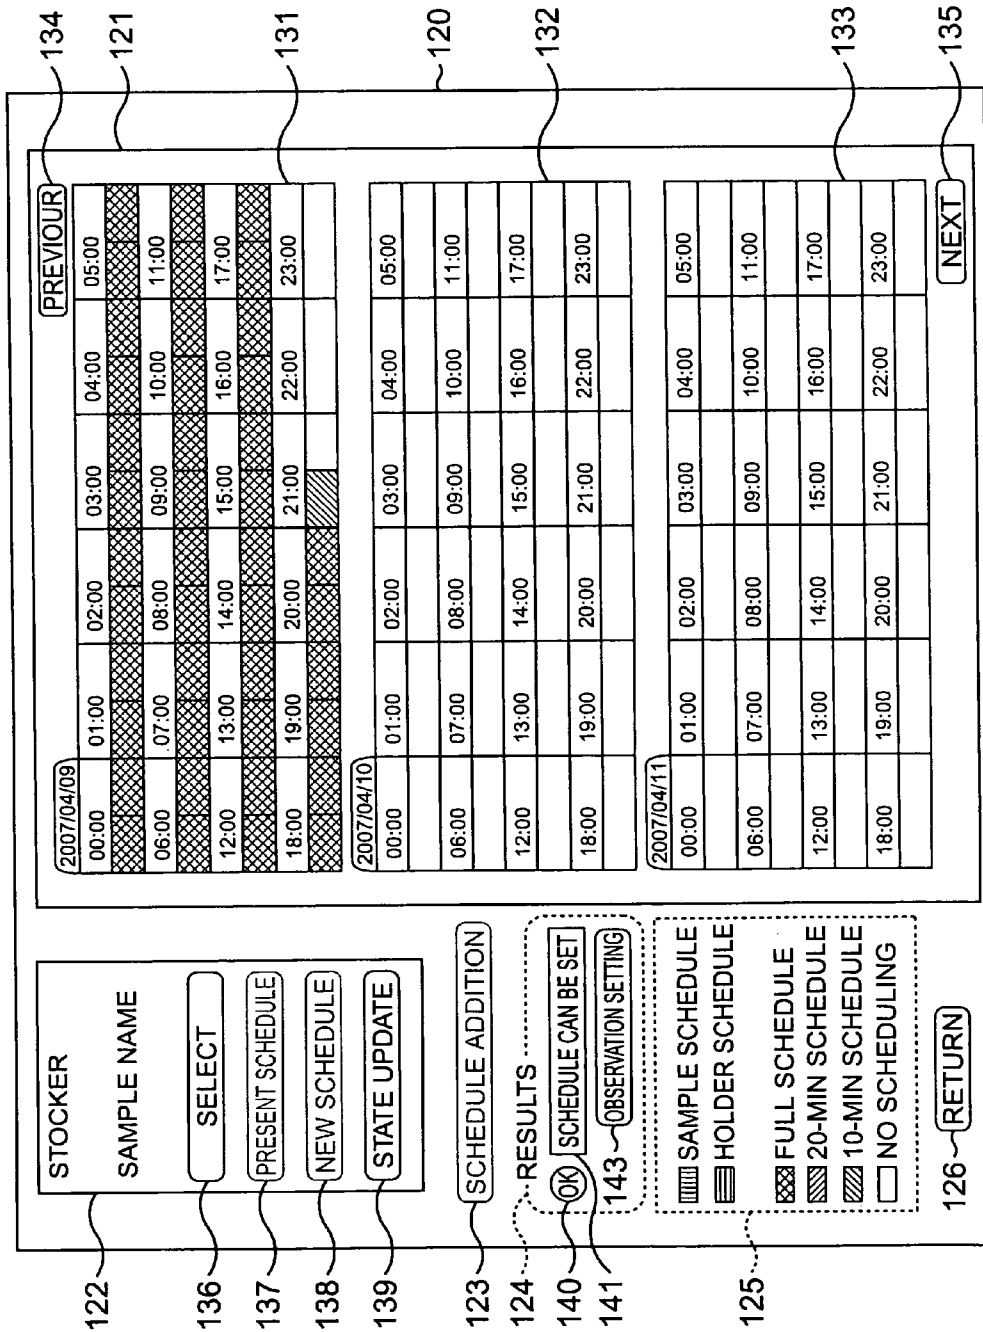 134
121
131
132
120
133
135
STOCKER
SAMPLE NAME
SELECT
PRESENT SCHEDULE
NEW SCHEDULE
STATE UPDATE
122
136
137
138
139
SCHEDULE ADDITION
123
RESULTS
124
OK SCHEDULE CAN BE SET
140
141
143 OBSERVATION SETTING
SAMPLE SCHEDULE
HOLDER SCHEDULE
FULL SCHEDULE
20-MIN SCHEDULE
10-MIN SCHEDULE
NO SCHEDULING
125
126 RETURN
PREVIOUR
2007/04/09
00:00 01:00 02:00 03:00 04:00 05:00
06:00 07:00 08:00 09:00 10:00 11:00
12:00 13:00 14:00 15:00 16:00 17:00
18:00 19:00 20:00 21:00 22:00 23:00
2007/04/10
00:00 01:00 02:00 03:00 04:00 05:00
06:00 07:00 08:00 09:00 10:00 11:00
12:00 13:00 14:00 15:00 16:00 17:00
18:00 19:00 20:00 21:00 22:00 23:00
2007/04/11
00:00 01:00 02:00 03:00 04:00 05:00
06:00 07:00 08:00 09:00 10:00 11:00
12:00 13:00 14:00 15:00 16:00 17:00
18:00 19:00 20:00 21:00 22:00 23:00
NEXT